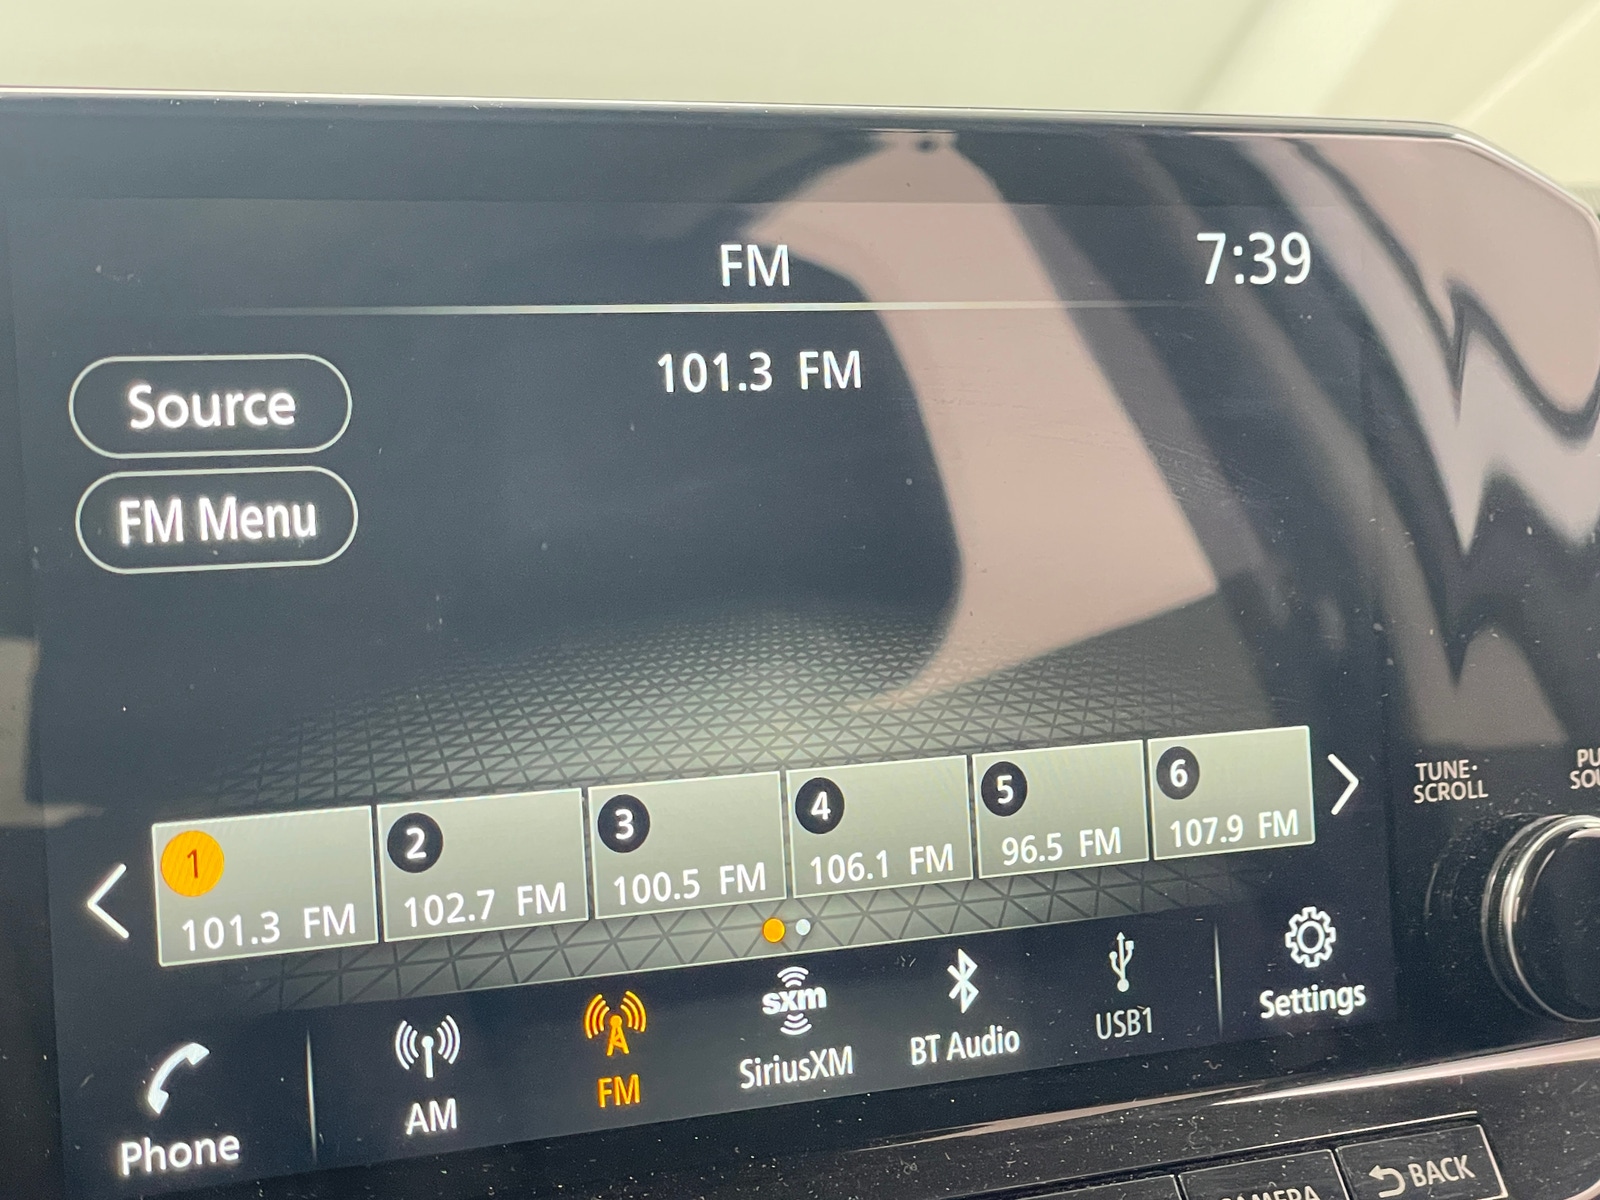 FM
7:39
101.3 FM
Source
FM Menu
1
101.3 FM
2
102.7 FM
3
100.5 FM
4
106.1 FM
5
96.5 FM
6
107.9 FM
TUNE·
SCROLL
Phone
AM
FM
sxm
SiriusXM
BT Audio
USB1
Settings
BACK